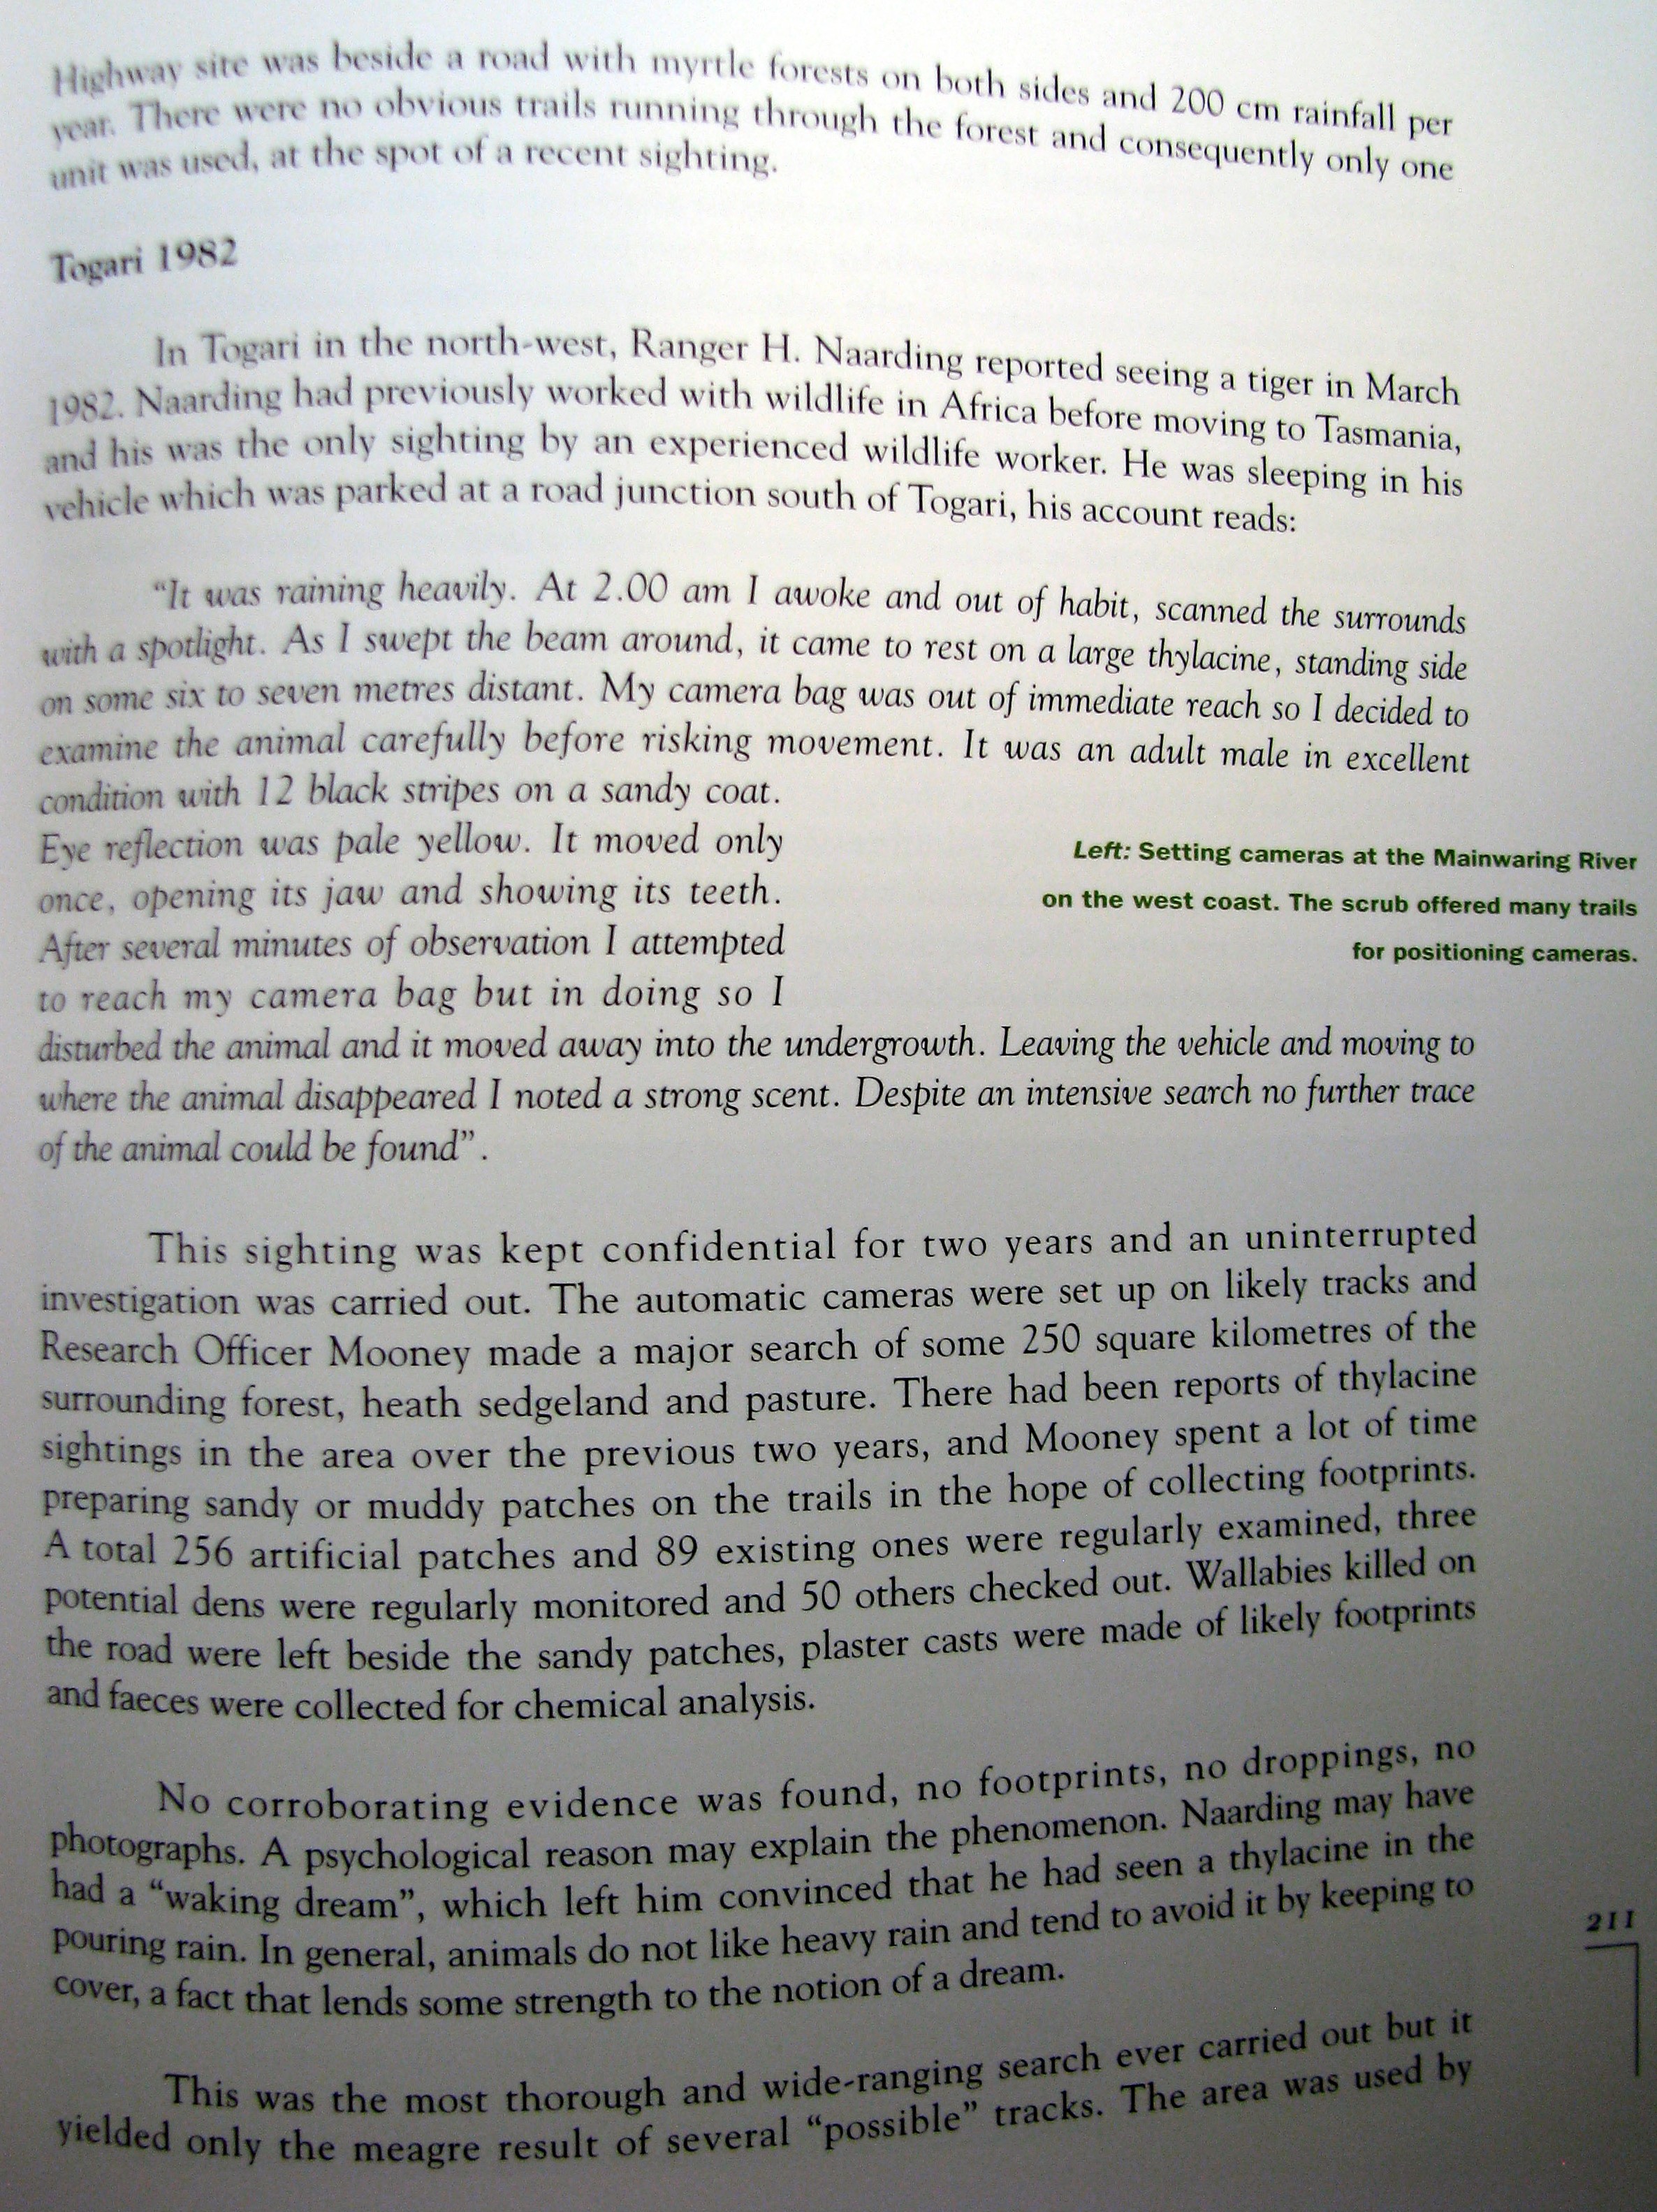 Highway site was beside a road with myrtle forests on both sides and 200 cm rainfall per
year. There were no obvious trails running through the forest and consequently only one
unit was used, at the spot of a recent sighting.
Togari 1982
In Togari in the north-west, Ranger H. Naarding reported seeing a tiger in March
1982. Naarding had previously worked with wildlife in Africa before moving to Tasmania,
and his was the only sighting by an experienced wildlife worker. He was sleeping in his
vehicle which was parked at a road junction south of Togari, his account reads:
“It was raining heavily. At 2.00 am I awoke and out of habit, scanned the surrounds
with a spotlight. As I swept the beam around, it came to rest on a large thylacine, standing side
on some six to seven metres distant. My camera bag was out of immediate reach so I decided to
examine the animal carefully before risking movement. It was an adult male in excellent
condition with 12 black stripes on a sandy coat.
Eye reflection was pale yellow. It moved only
once, opening its jaw and showing its teeth.
After several minutes of observation I attempted
to reach my camera bag but in doing so I
disturbed the animal and it moved away into the undergrowth. Leaving the vehicle and moving to
where the animal disappeared I noted a strong scent. Despite an intensive search no further trace
of the animal could be found”.
Left: Setting cameras at the Mainwaring River
on the west coast. The scrub offered many trails
for positioning cameras.
This sighting was kept confidential for two years and an uninterrupted
investigation was carried out. The automatic cameras were set up on likely tracks and
Research Officer Mooney made a major search of some 250 square kilometres of the
surrounding forest, heath sedgeland and pasture. There had been reports of thylacine
sightings in the area over the previous two years, and Mooney spent a lot of time
preparing sandy or muddy patches on the trails in the hope of collecting footprints.
A total 256 artificial patches and 89 existing ones were regularly examined, three
potential dens were regularly monitored and 50 others checked out. Wallabies killed on
the road were left beside the sandy patches, plaster casts were made of likely footprints
and faeces were collected for chemical analysis.
No corroborating evidence was found, no footprints, no droppings, no
photographs. A psychological reason may explain the phenomenon. Naarding may have
had a “waking dream”, which left him convinced that he had seen a thylacine in the
pouring rain. In general, animals do not like heavy rain and tend to avoid it by keeping to
cover, a fact that lends some strength to the notion of a dream.
This was the most thorough and wide-ranging search ever carried out but it
yielded only the meagre result of several “possible” tracks. The area was used by
211